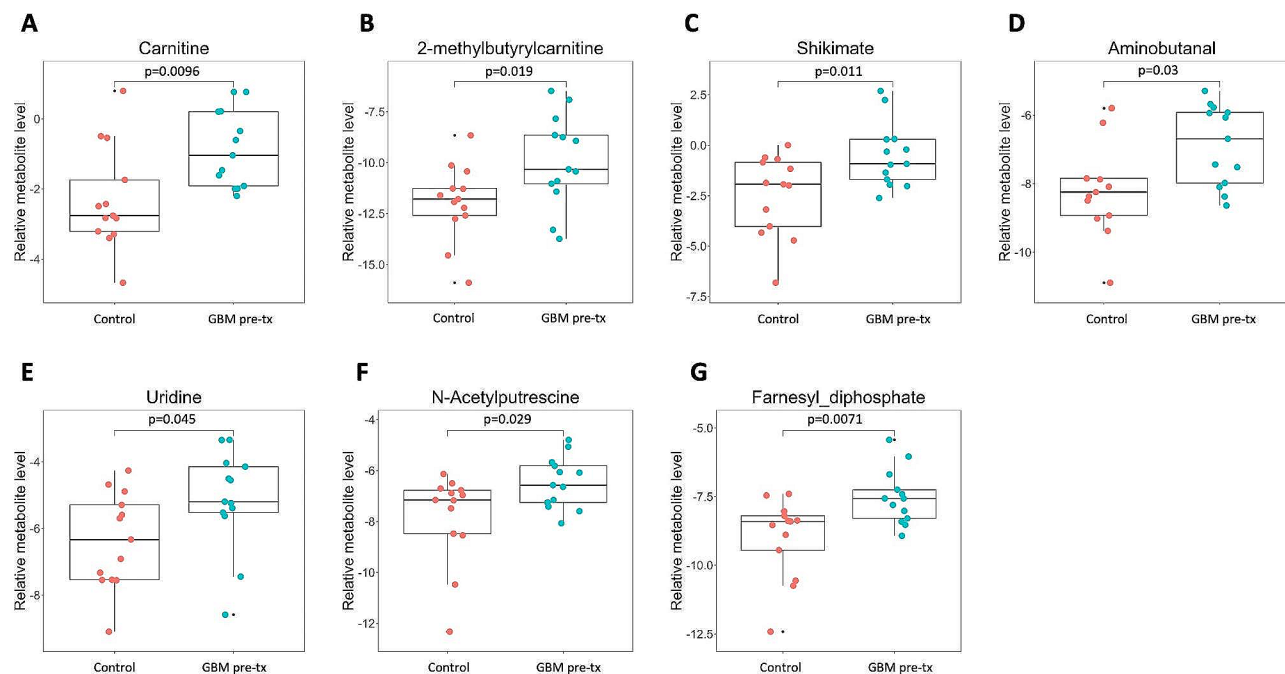 A
Carnitine
p=0.0096
Relative metabolite level
0
-2
-4
Control
GBM pre-tx
B
2-methylbutyrylcarnitine
p=0.019
Relative metabolite level
-7.5
-10.0
-12.5
-15.0
Control
GBM pre-tx
C
Shikimate
p=0.011
Relative metabolite level
2.5
0.0
-2.5
-5.0
-7.5
Control
GBM pre-tx
D
Aminobutanal
p=0.03
Relative metabolite level
-6
-8
-10
Control
GBM pre-tx
E
Uridine
p=0.045
Relative metabolite level
-4
-6
-8
Control
GBM pre-tx
F
N-Acetylputrescine
p=0.029
Relative metabolite level
-4
-6
-8
-10
-12
Control
GBM pre-tx
G
Farnesyl_diphosphate
p=0.0071
Relative metabolite level
-5.0
-7.5
-10.0
-12.5
Control
GBM pre-tx